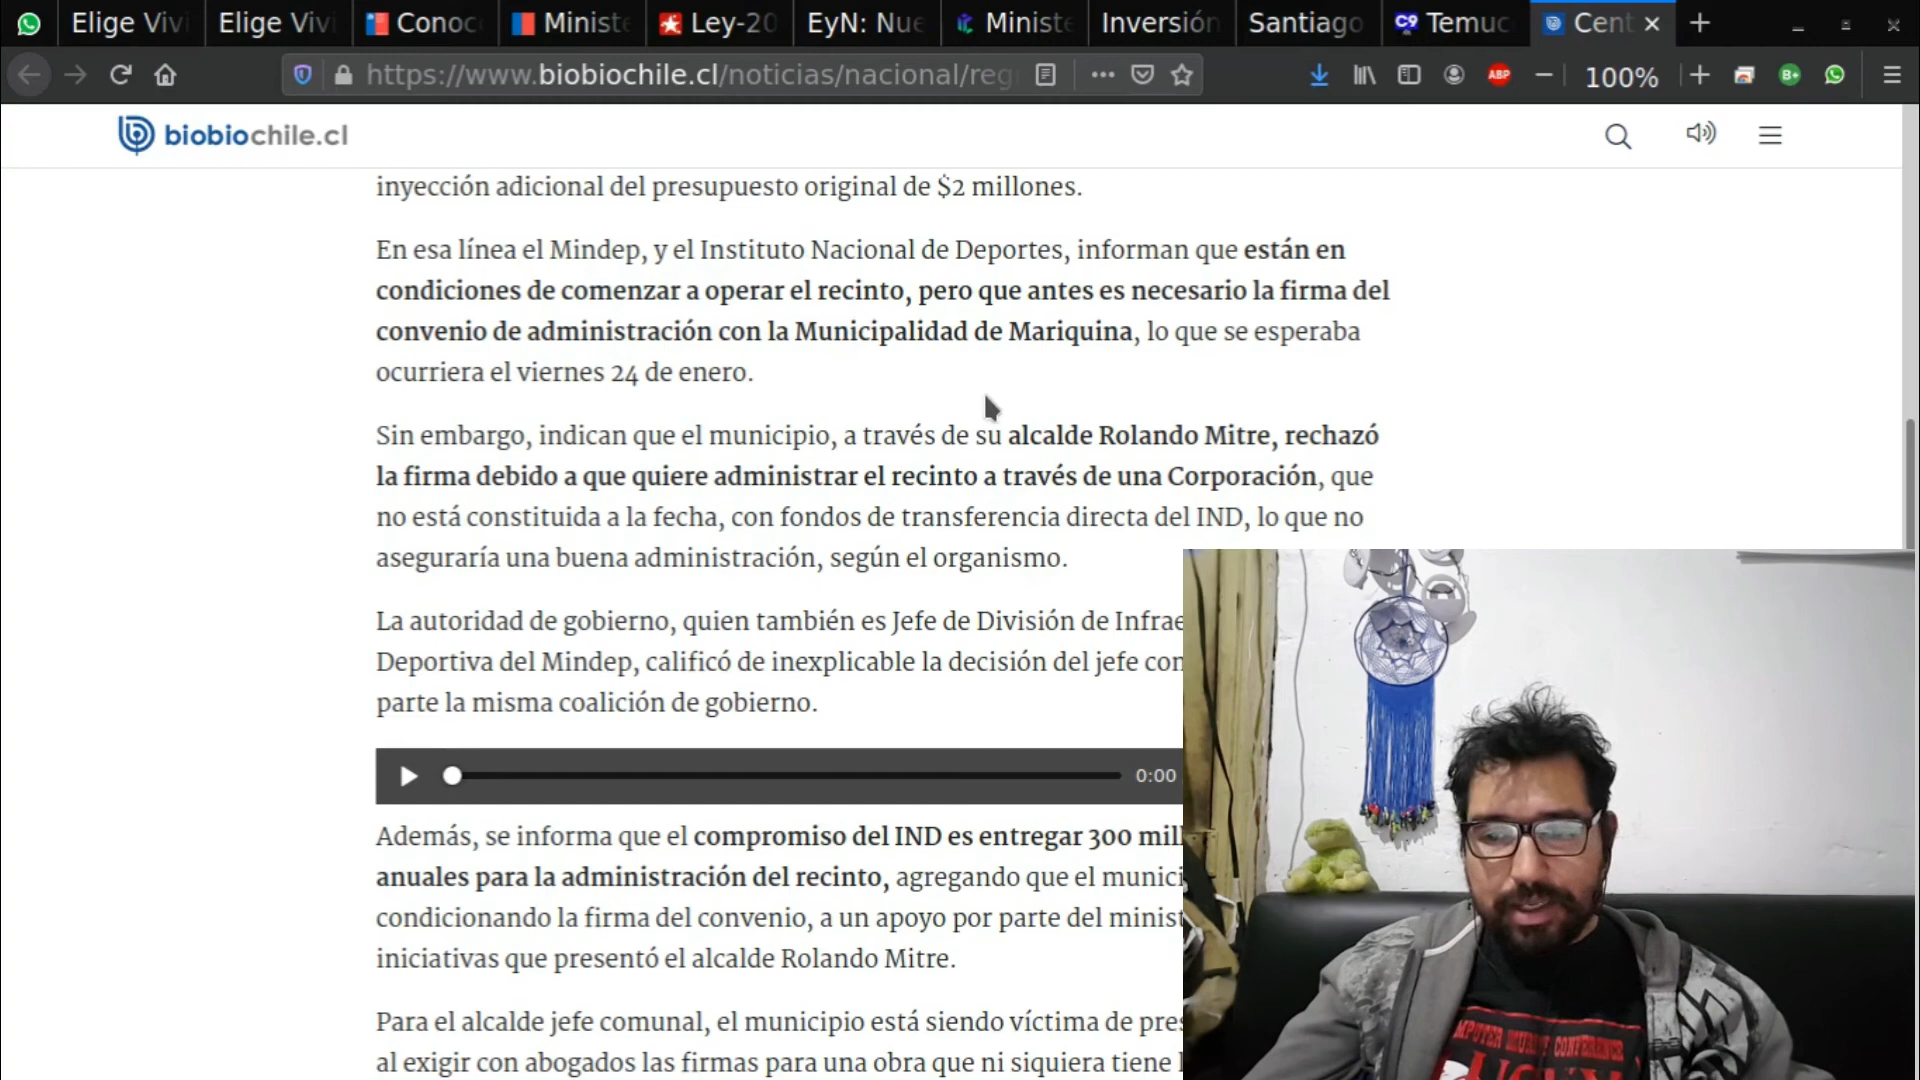 Elige Viv
Elige Viv
Conoc
Ministe
Ley-20
EyN: Nue
Ministe
Inversión
Santiago
C9 Temuc
Cent
https://www.biobiochile.cl/noticias/nacional/reg
ABP
100%
B+
biobiochile.cl
inyección adicional del presupuesto original de $2 millones.
En esa línea el Mindep, y el Instituto Nacional de Deportes, informan que están en
condiciones de comenzar a operar el recinto, pero que antes es necesario la firma del
convenio de administración con la Municipalidad de Mariquina, lo que se esperaba
ocurriera el viernes 24 de enero.
Sin embargo, indican que el municipio, a través de su alcalde Rolando Mitre, rechazó
la firma debido a que quiere administrar el recinto a través de una Corporación, que
no está constituida a la fecha, con fondos de transferencia directa del IND, lo que no
aseguraría una buena administración, según el organismo.
La autoridad de gobierno, quien también es Jefe de División de Infrae
Deportiva del Mindep, calificó de inexplicable la decisión del jefe con
parte la misma coalición de gobierno.
0:00
Además, se informa que el compromiso del IND es entregar 300 mill
anuales para la administración del recinto, agregando que el munici
condicionando la firma del convenio, a un apoyo por parte del minist
iniciativas que presentó el alcalde Rolando Mitre.
Para el alcalde jefe comunal, el municipio está siendo víctima de pres
al exigir con abogados las firmas para una obra que ni siquiera tiene l